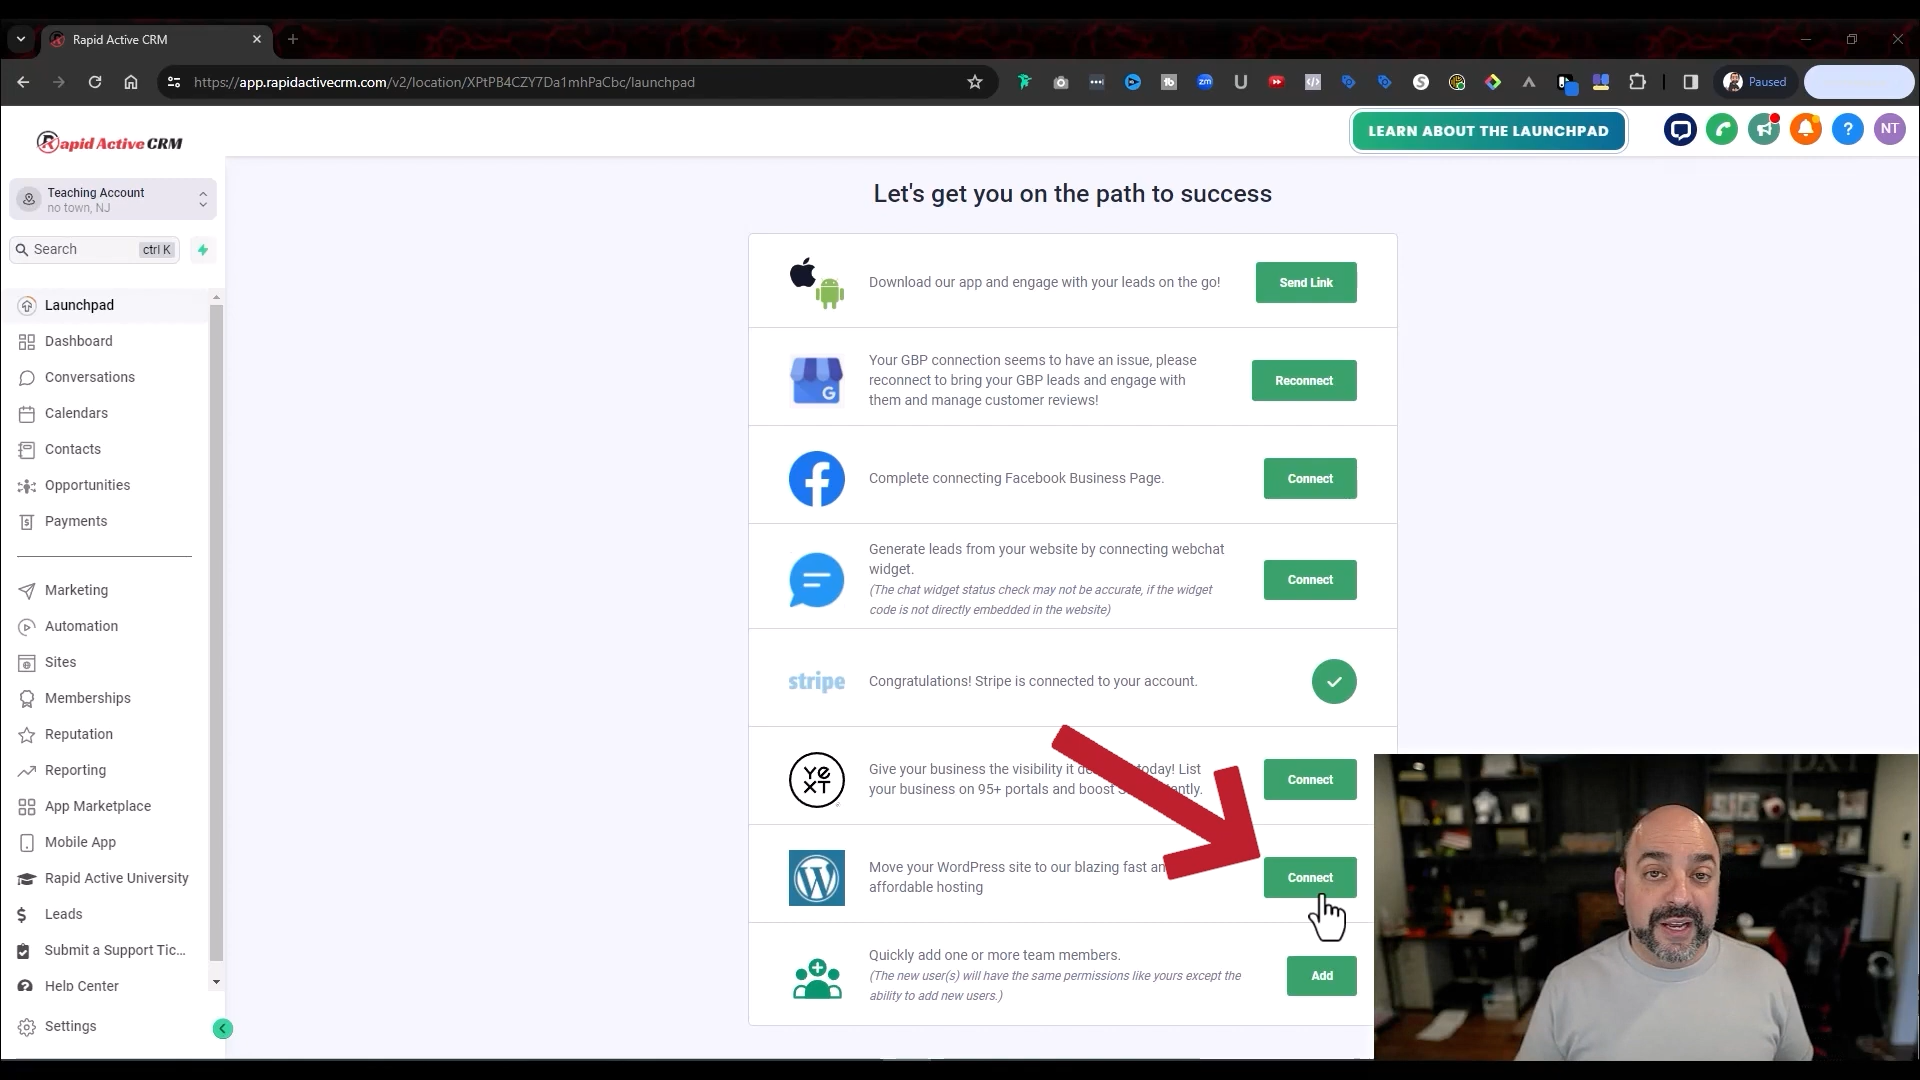 Rapid Active CRM
https://app.rapidactivecrm.com/v2/location/XPtPB4CZY7Da1mhPaCbc/launchpad
Paused
Rapid Active CRM
LEARN ABOUT THE LAUNCHPAD
NT
Teaching Account
no town, NJ
Search
ctrl K
Launchpad
Dashboard
Conversations
Calendars
Contacts
Opportunities
Payments
Marketing
Automation
Sites
Memberships
Reputation
Reporting
App Marketplace
Mobile App
Rapid Active University
Leads
Submit a Support Tic...
Help Center
Settings
Let's get you on the path to success
Download our app and engage with your leads on the go!
Send Link
Your GBP connection seems to have an issue, please
reconnect to bring your GBP leads and engage with
them and manage customer reviews!
Reconnect
Complete connecting Facebook Business Page.
Connect
Generate leads from your website by connecting webchat
widget.
(The chat widget status check may not be accurate, if the widget
code is not directly embedded in the website)
Connect
stripe
Congratulations! Stripe is connected to your account.
YEXT
Give your business the visibility it today! List
your business on 95+ portals and boost
Connect
Move your WordPress site to our blazing fast
affordable hosting
Connect
Quickly add one or more team members.
(The new user(s) will have the same permissions like yours except the
ability to add new users.)
Add